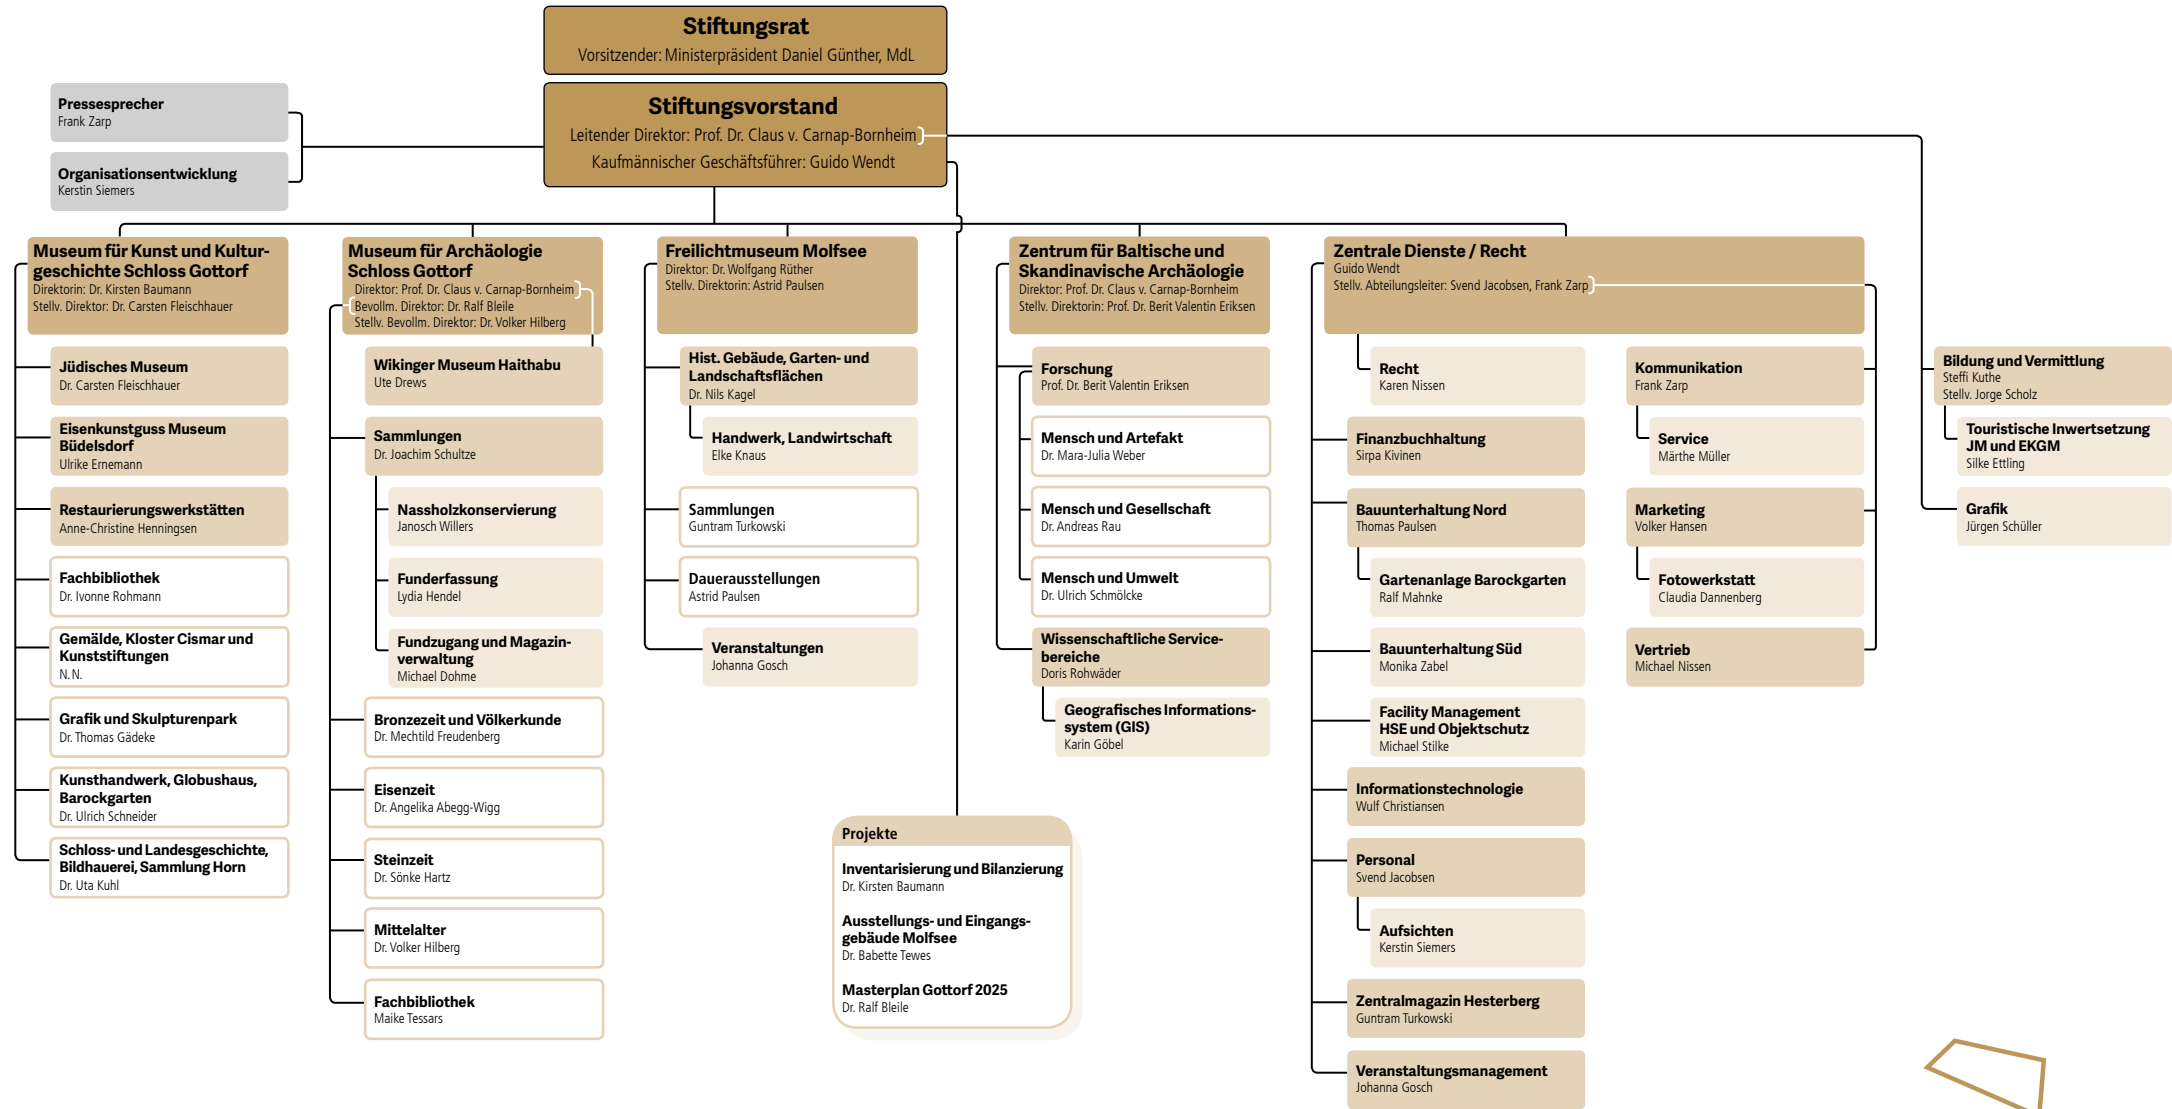 Stiftungsrat
Vorsitzender: Ministerpräsident Daniel Günther, MdL
Stiftungsvorstand
Leitender Direktor: Prof. Dr. Claus v. Carnap-Bornheim
Kaufmännischer Geschäftsführer: Guido Wendt
Pressesprecher
Frank Zarp
Organisationsentwicklung
Kerstin Siemers
Museum für Kunst und Kultur-
geschichte Schloss Gottorf
Direktorin: Dr. Kirsten Baumann
Stellv. Direktor: Dr. Carsten Fleischhauer
Jüdisches Museum
Dr. Carsten Fleischhauer
Eisenkunstguss Museum
Büdelsdorf
Ulrike Ernemann
Restaurierungswerkstätten
Anne-Christine Henningsen
Fachbibliothek
Dr. Ivonne Rohmann
Gemälde, Kloster Cismar und
Kunststiftungen
N. N.
Grafik und Skulpturenpark
Dr. Thomas Gädeke
Kunsthandwerk, Globushaus,
Barockgarten
Dr. Ulrich Schneider
Schloss- und Landesgeschichte,
Bildhauerei, Sammlung Horn
Dr. Uta Kuhl
Museum für Archäologie
Schloss Gottorf
Direktor: Prof. Dr. Claus v. Carnap-Bornheim
Bevollm. Direktor: Dr. Ralf Bleile
Stellv. Bevollm. Direktor: Dr. Volker Hilberg
Wikinger Museum Haithabu
Ute Drews
Sammlungen
Dr. Joachim Schultze
Nassholzkonservierung
Janosch Willers
Funderfassung
Lydia Hendel
Fundzugang und Magazin-
verwaltung
Michael Dohme
Bronzezeit und Völkerkunde
Dr. Mechtild Freudenberg
Eisenzeit
Dr. Angelika Abegg-Wigg
Steinzeit
Dr. Sönke Hartz
Mittelalter
Dr. Volker Hilberg
Fachbibliothek
Maike Tessars
Freilichtmuseum Molfsee
Direktor: Dr. Wolfgang Rüther
Stellv. Direktorin: Astrid Paulsen
Hist. Gebäude, Garten- und
Landschaftsflächen
Dr. Nils Kagel
Handwerk, Landwirtschaft
Elke Knaus
Sammlungen
Guntram Turkowski
Dauerausstellungen
Astrid Paulsen
Veranstaltungen
Johanna Gosch
Projekte
Inventarisierung und Bilanzierung
Dr. Kirsten Baumann
Ausstellungs- und Eingangs-
gebäude Molfsee
Dr. Babette Tewes
Masterplan Gottorf 2025
Dr. Ralf Bleile
Zentrum für Baltische und
Skandinavische Archäologie
Direktor: Prof. Dr. Claus v. Carnap-Bornheim
Stellv. Direktorin: Prof. Dr. Berit Valentin Eriksen
Forschung
Prof. Dr. Berit Valentin Eriksen
Mensch und Artefakt
Dr. Mara-Julia Weber
Mensch und Gesellschaft
Dr. Andreas Rau
Mensch und Umwelt
Dr. Ulrich Schmölcke
Wissenschaftliche Service-
bereiche
Doris Rohwäder
Geografisches Informations-
system (GIS)
Karin Göbel
Zentrale Dienste / Recht
Guido Wendt
Stellv. Abteilungsleiter: Svend Jacobsen, Frank Zarp
Recht
Karen Nissen
Finanzbuchhaltung
Sirpa Kivinen
Bauunterhaltung Nord
Thomas Paulsen
Gartenanlage Barockgarten
Ralf Mahnke
Bauunterhaltung Süd
Monika Zabel
Facility Management
HSE und Objektschutz
Michael Stilke
Informationstechnologie
Wulf Christiansen
Personal
Svend Jacobsen
Aufsichten
Kerstin Siemers
Zentralmagazin Hesterberg
Guntram Turkowski
Veranstaltungsmanagement
Johanna Gosch
Kommunikation
Frank Zarp
Service
Märthe Müller
Marketing
Volker Hansen
Fotowerkstatt
Claudia Dannenberg
Vertrieb
Michael Nissen
Bildung und Vermittlung
Steffi Kuthe
Stellv. Jorge Scholz
Touristische Inwertsetzung
JM und EKGM
Silke Ettling
Grafik
Jürgen Schüller